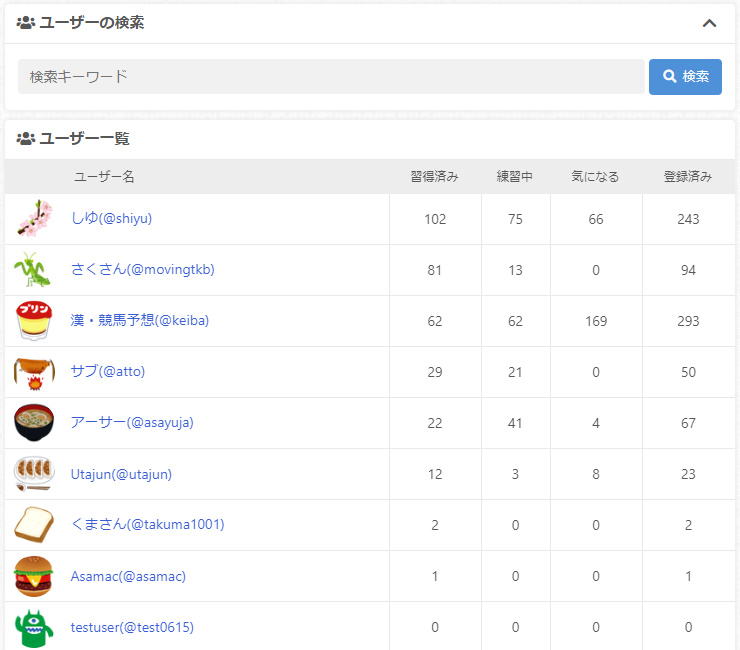 ユーザーの検索
検索キーワード
検索
ユーザー一覧
ユーザー名 習得済み 練習中 気になる 登録済み
しゆ(@shiyu) 102 75 66 243
さくさん(@movingtkb) 81 13 0 94
プリン
漢・競馬予想(@keiba) 62 62 169 293
サブ(@atto) 29 21 0 50
アーサー(@asayuja) 22 41 4 67
Utajun(@utajun) 12 3 8 23
くまさん(@takuma1001) 2 0 0 2
Asamac(@asamac) 1 0 0 1
testuser(@test0615) 0 0 0 0